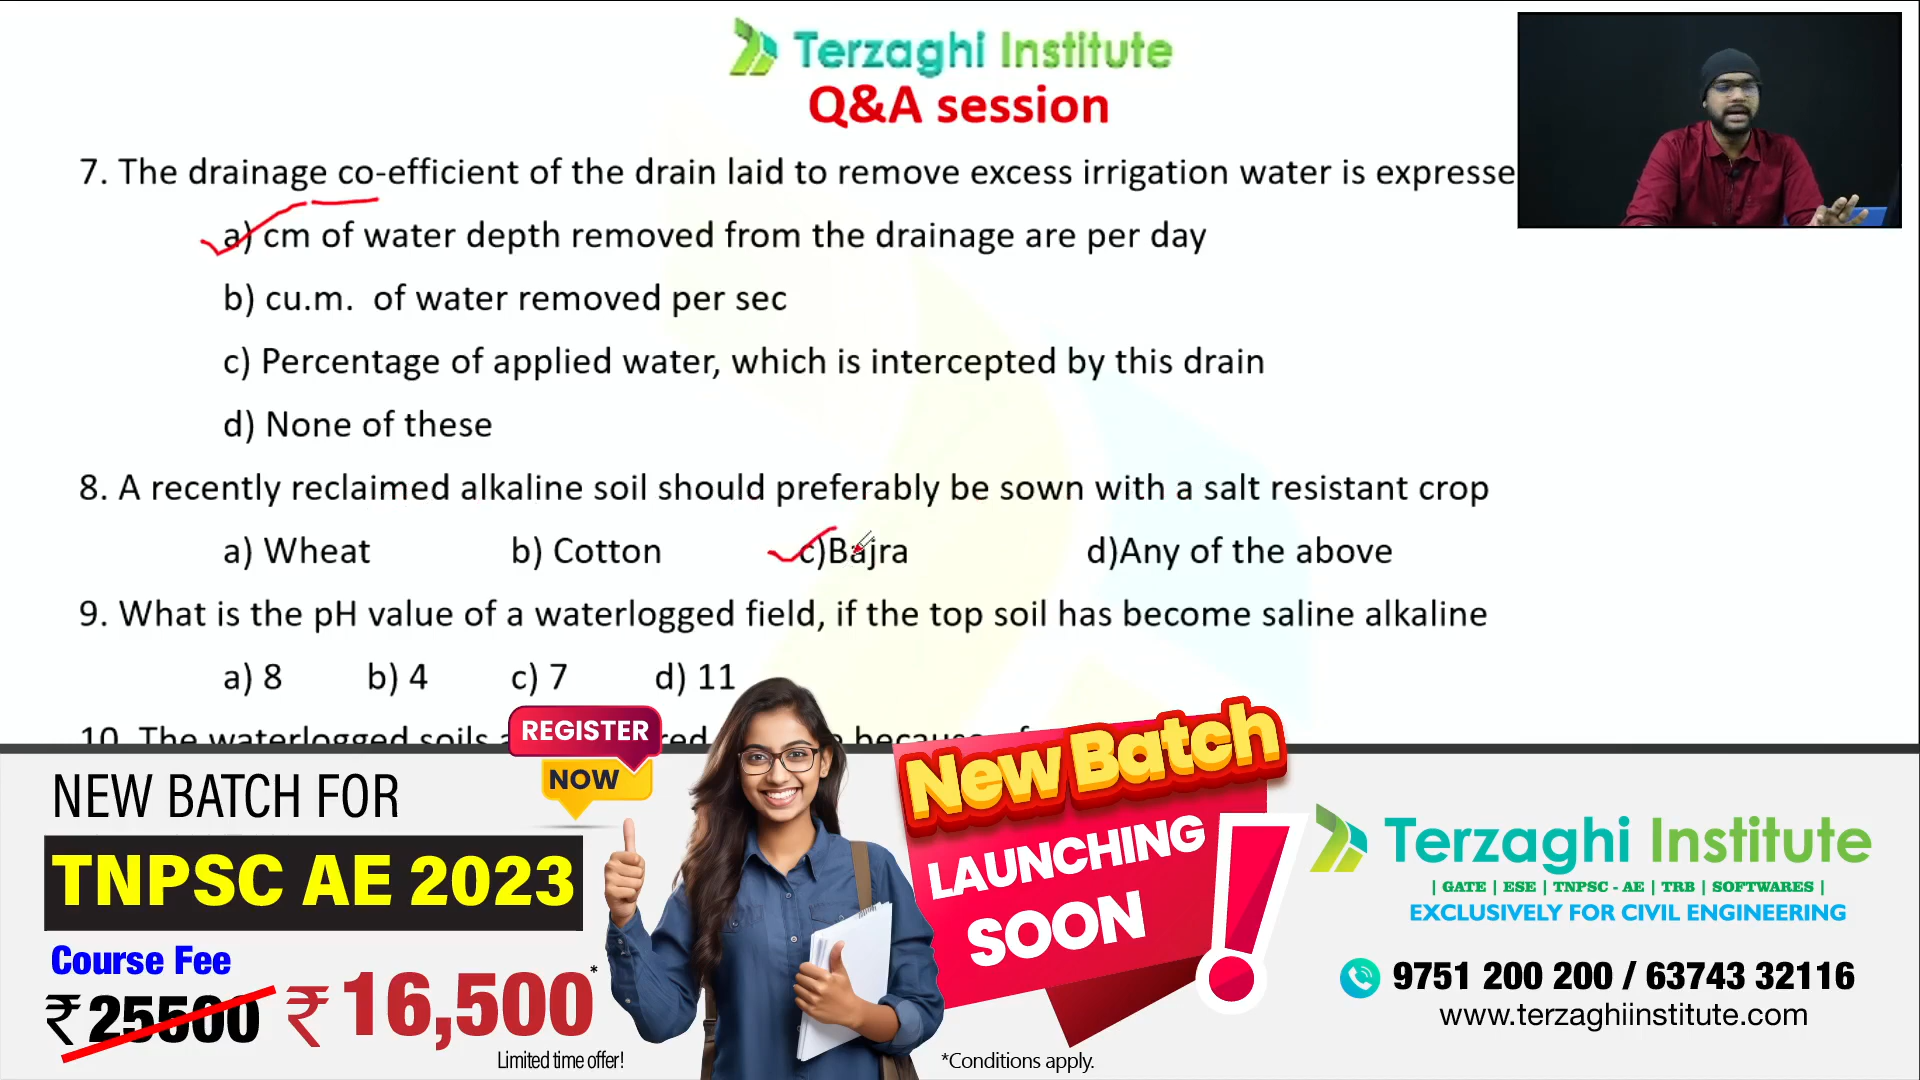 Terzaghi Institute
Q&A session
7. The drainage co-efficient of the drain laid to remove excess irrigation water is expresse
a) cm of water depth removed from the drainage are per day
b) cu.m. of water removed per sec
c) Percentage of applied water, which is intercepted by this drain
d) None of these
8. A recently reclaimed alkaline soil should preferably be sown with a salt resistant crop
a) Wheat b) Cotton c)Bajra d)Any of the above
9. What is the pH value of a waterlogged field, if the top soil has become saline alkaline
a) 8 b) 4 c) 7 d) 11
10. The waterlogged soils
REGISTER
NOW
NEW BATCH FOR
TNPSC AE 2023
Course Fee
₹25500 ₹16,500*
Limited time offer!
New Batch
LAUNCHING
SOON!
*Conditions apply.
Terzaghi Institute
| GATE | ESE | TNPSC - AE | TRB | SOFTWARES |
EXCLUSIVELY FOR CIVIL ENGINEERING
9751 200 200 / 63743 32116
www.terzaghiinstitute.com